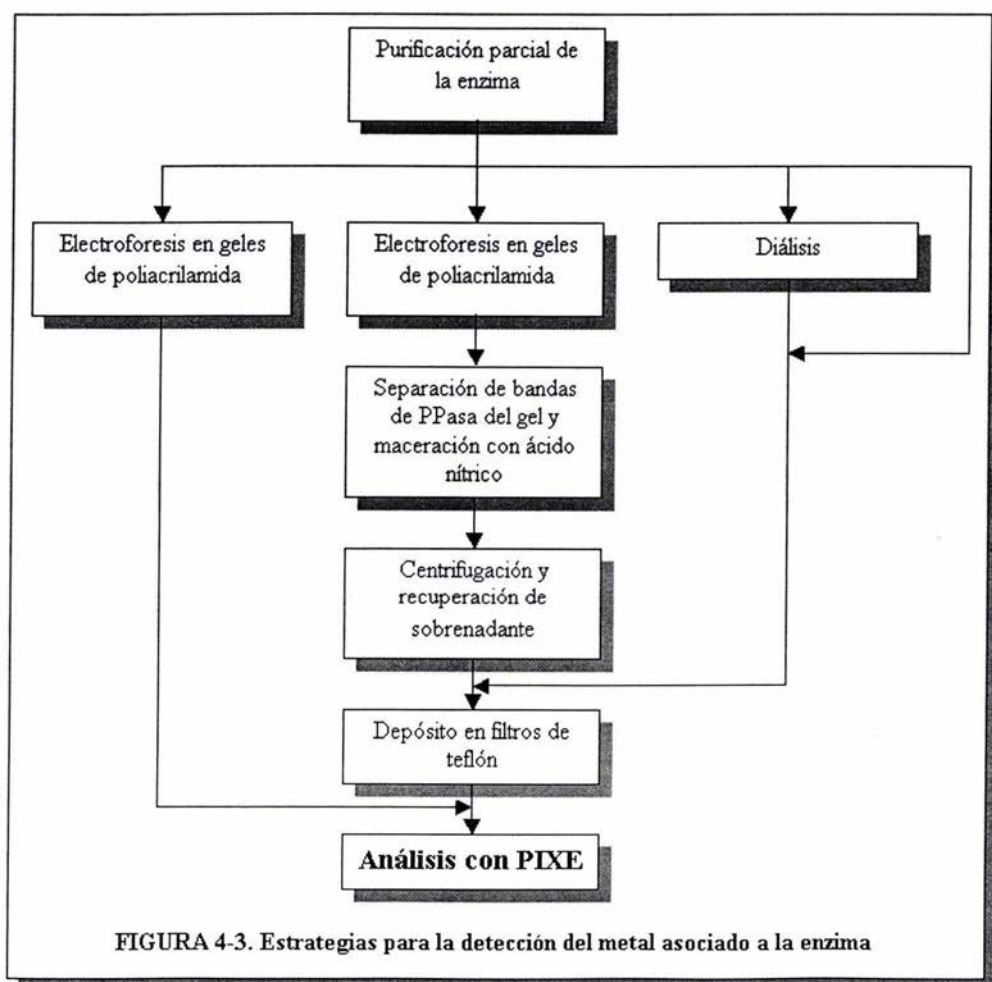 Purificación parcial de
la enzima
Electroforesis en geles
de poliacrilamida
Electroforesis en geles
de poliacrilamida
Diálisis
Separación de bandas
de PPasa del gel y
maceración con ácido
nítrico
Centrifugación y
recuperación de
sobrenadante
Depósito en filtros de
teflón
Análisis con PIXE
FIGURA 4-3. Estrategias para la detección del metal asociado a la enzima